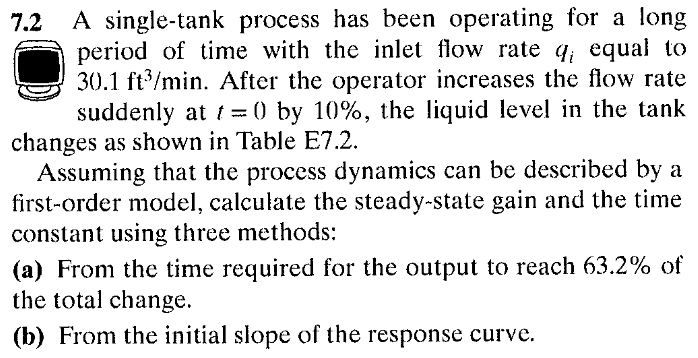 7.2 A single-tank process has been operating for a long
period of time with the inlet flow rate qᵢ equal to
30.1 ft³/min. After the operator increases the flow rate
suddenly at t = 0 by 10%, the liquid level in the tank
changes as shown in Table E7.2.
Assuming that the process dynamics can be described by a
first-order model, calculate the steady-state gain and the time
constant using three methods:
(a) From the time required for the output to reach 63.2% of
the total change.
(b) From the initial slope of the response curve.